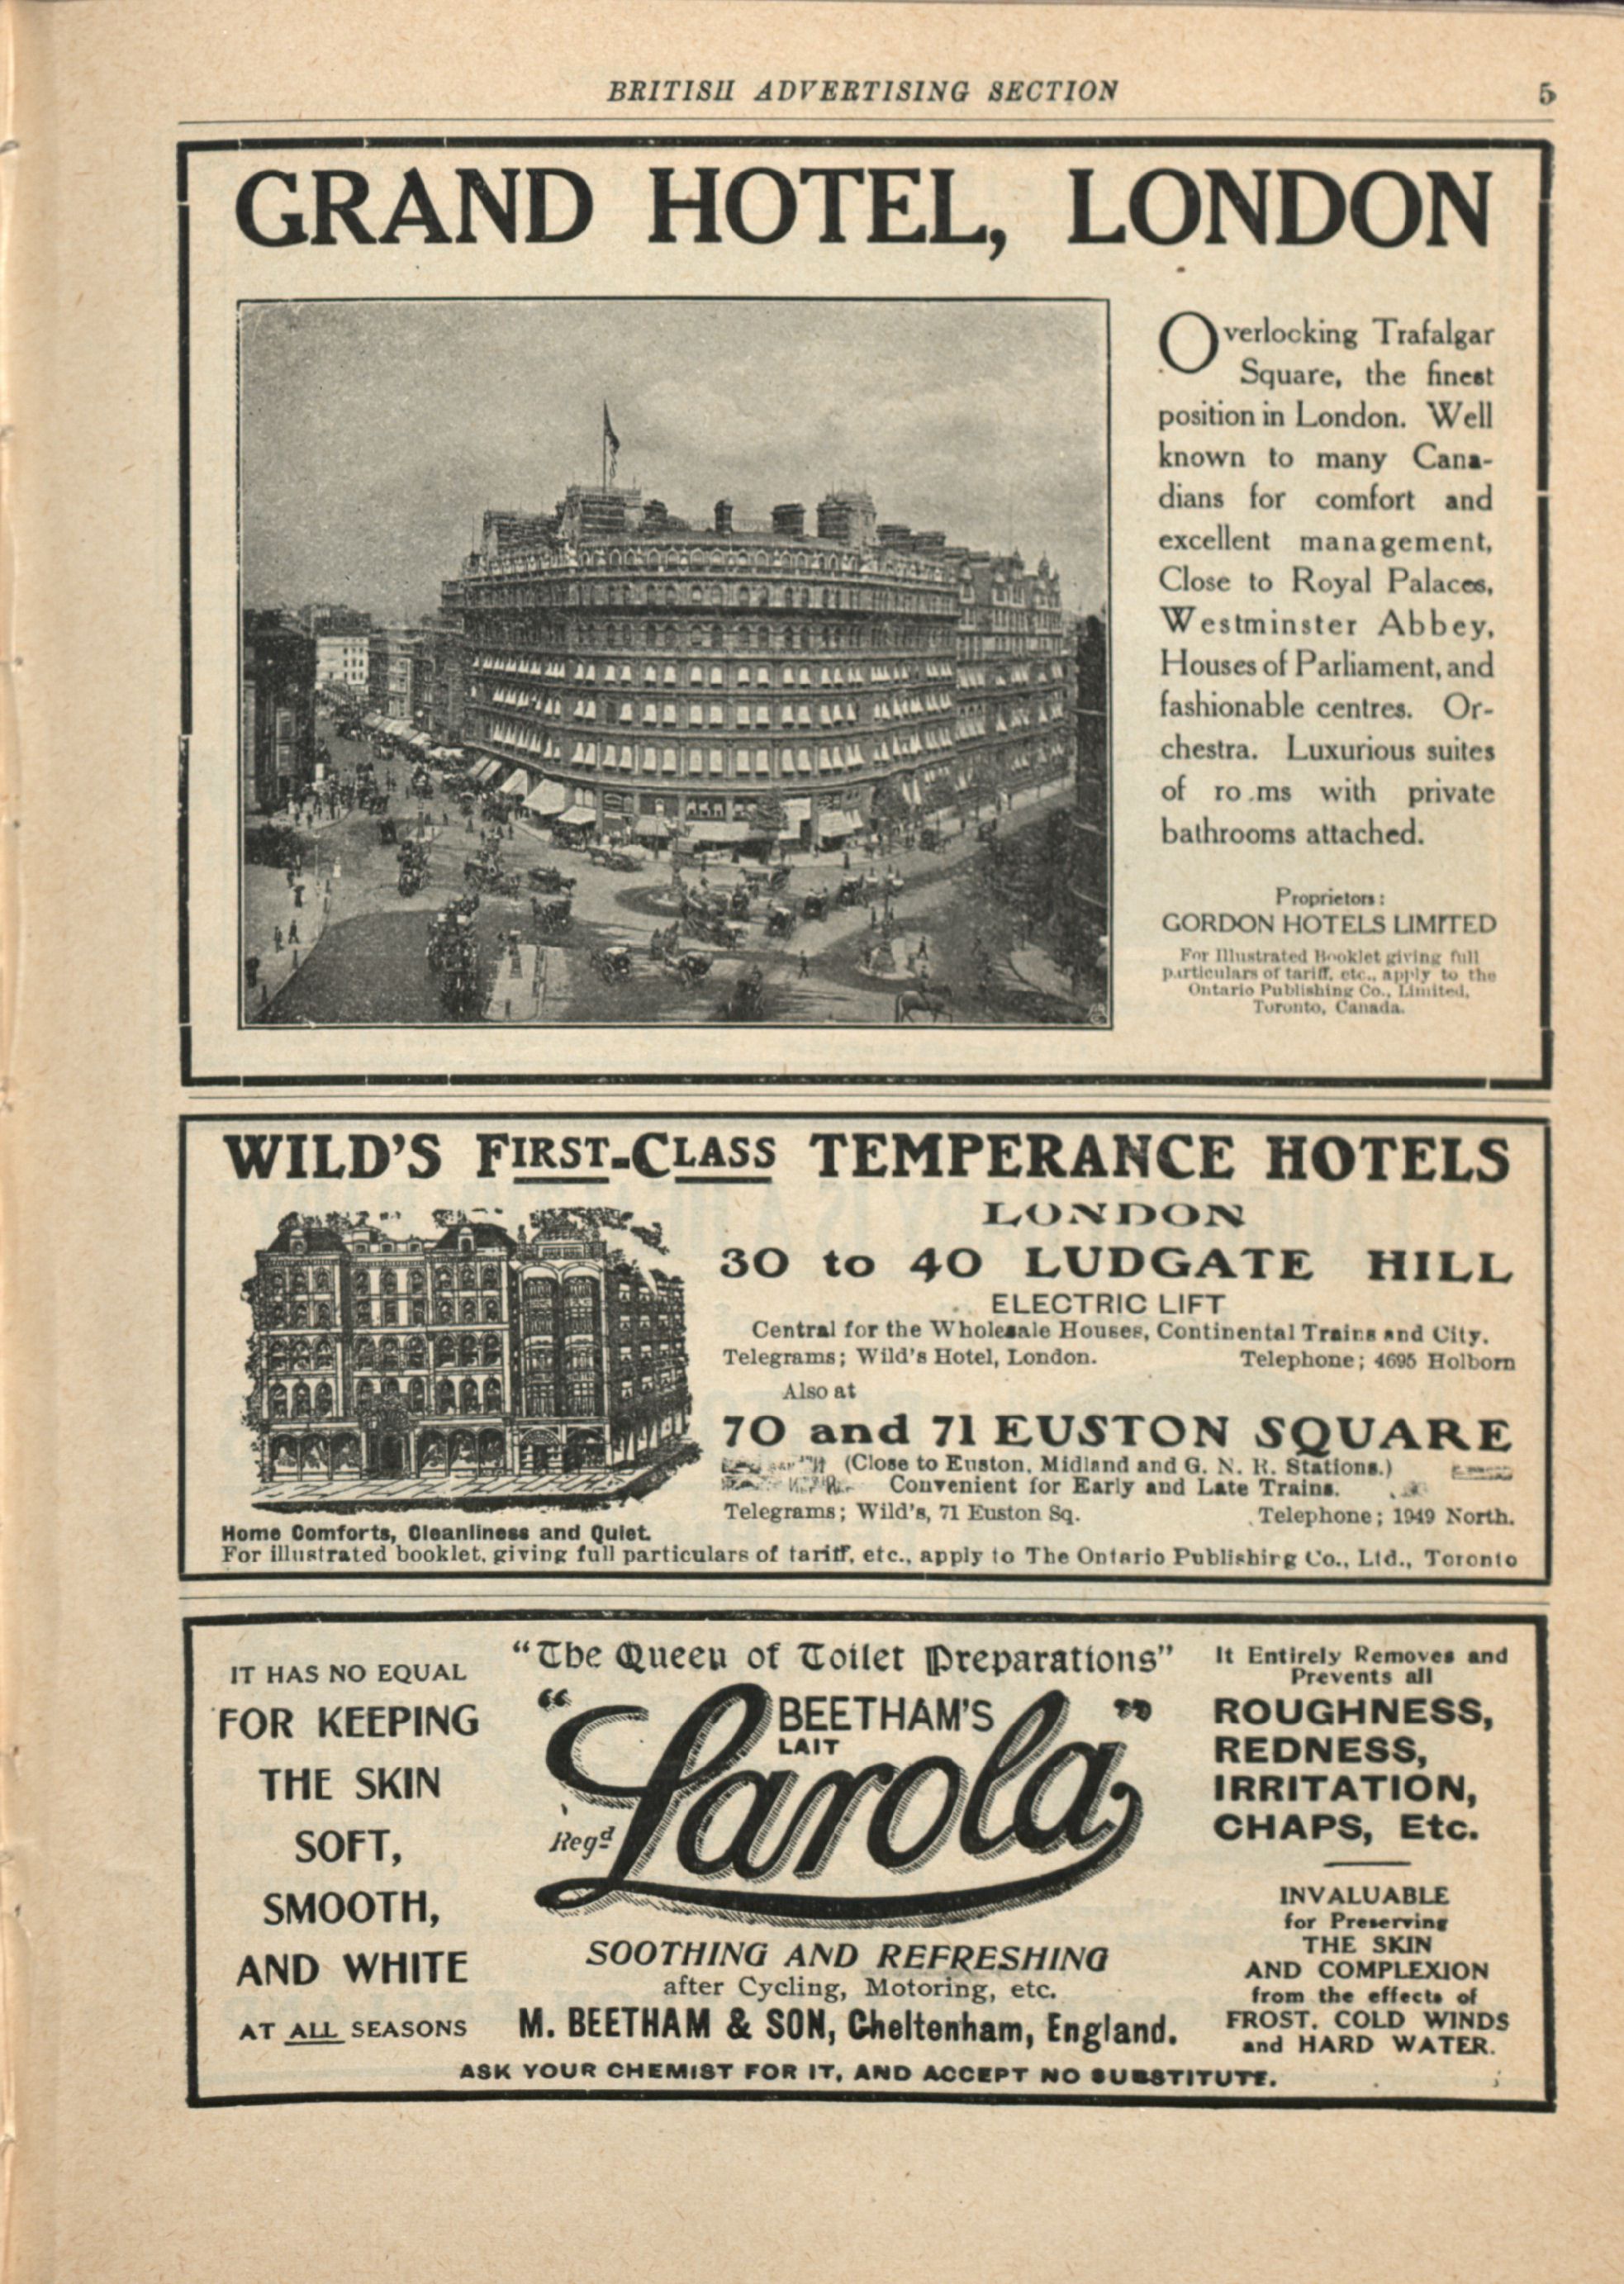 BRITISH ADVERTISING SECTION 5
GRAND HOTEL, LONDON
Overlocking Trafalgar
Square, the finest
position in London. Well
known to many Cana-
dians for comfort and
excellent management,
Close to Royal Palaces,
Westminster Abbey,
Houses of Parliament, and
fashionable centres. Or-
chestra. Luxurious suites
of ro.ms with private
bathrooms attached.
Proprietors:
GORDON HOTELS LIMITED
For Illustrated Booklet giving full
particulars of tariff, etc., apply to the
Ontario Publishing Co., Limited,
Toronto, Canada.
WILD'S FIRST-CLASS TEMPERANCE HOTELS
LONDON
30 to 40 LUDGATE HILL
ELECTRIC LIFT
Central for the Wholesale Houses, Continental Trains and City.
Telegrams; Wild's Hotel, London. Telephone; 4695 Holborn
Also at
70 and 71 EUSTON SQUARE
(Close to Euston, Midland and G. N. R. Stations.)
Convenient for Early and Late Trains.
Telegrams; Wild's, 71 Euston Sq. Telephone; 1949 North.
Home Comforts, Cleanliness and Quiet.
For illustrated booklet, giving full particulars of tariff, etc., apply to The Ontario Publishirg Co., Ltd., Toronto
IT HAS NO EQUAL
FOR KEEPING
THE SKIN
SOFT,
SMOOTH,
AND WHITE
AT ALL SEASONS
"The Queen of Toilet Preparations"
BEETHAM'S
LAIT
"Larola"
Regd
SOOTHING AND REFRESHING
after Cycling, Motoring, etc.
M. BEETHAM & SON, Cheltenham, England.
It Entirely Removes and
Prevents all
ROUGHNESS,
REDNESS,
IRRITATION,
CHAPS, Etc.
INVALUABLE
for Preserving
THE SKIN
AND COMPLEXION
from the effects of
FROST, COLD WINDS
and HARD WATER.
ASK YOUR CHEMIST FOR IT, AND ACCEPT NO SUBSTITUTE.